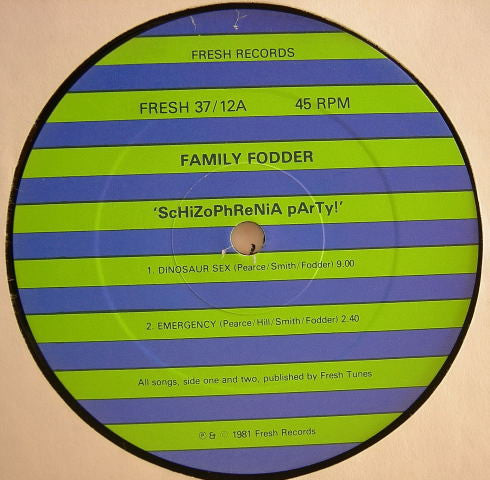 FRESH RECORDS
FRESH 37/12A 45 RPM
FAMILY FODDER
'ScHiZoPhReNiA pArTy!'
1. DINOSAUR SEX (Pearce/Smith/Fodder) 9.00
2. EMERGENCY (Pearce/Hill/Smith/Fodder) 2.40
All songs, side one and two, published by Fresh Tunes
℗ & © 1981 Fresh Records